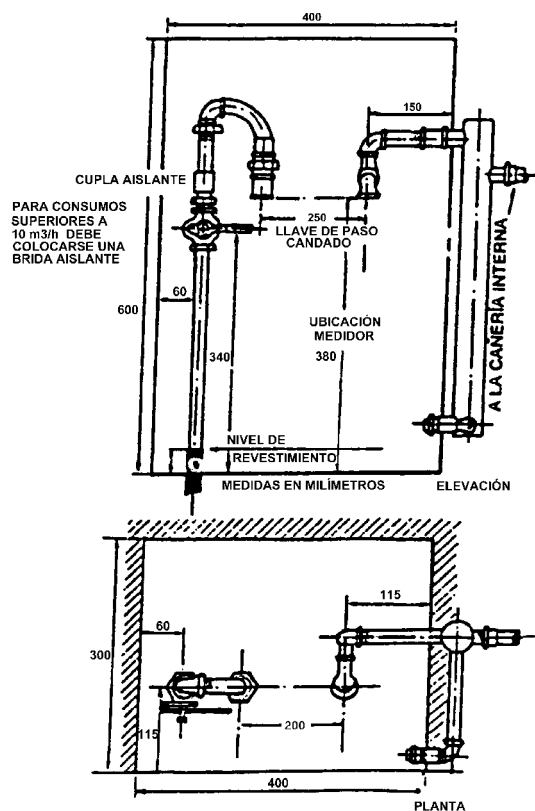 400
150
CUPLA AISLANTE
PARA CONSUMOS
SUPERIORES A
10 m3/h DEBE
COLOCARSE UNA
BRIDA AISLANTE
250
LLAVE DE PASO
CANDADO
60
600
UBICACIÓN
MEDIDOR
340
380
A LA CAÑERÍA INTERNA
NIVEL DE
REVESTIMIENTO
MEDIDAS EN MILÍMETROS
ELEVACIÓN
115
60
300
200
115
400
PLANTA